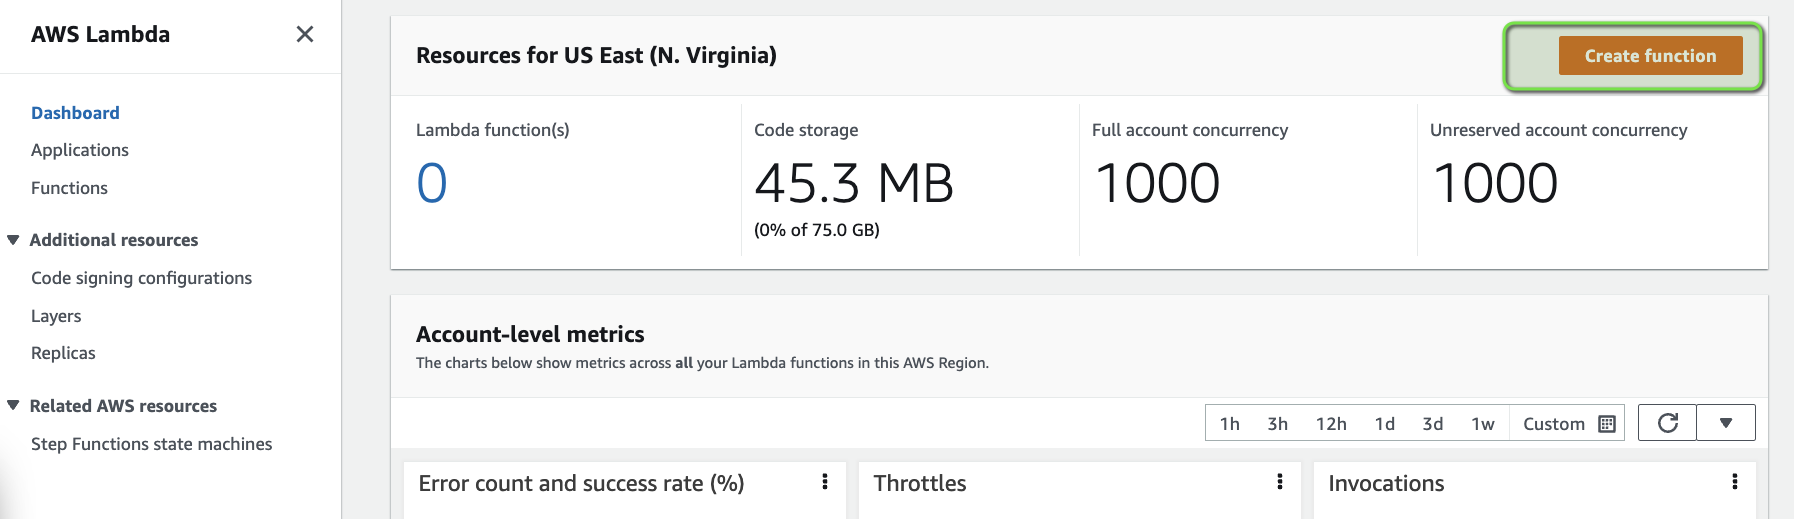 AWS Lambda
Dashboard
Applications
Functions
Additional resources
Code signing configurations
Layers
Replicas
Related AWS resources
Step Functions state machines
Resources for US East (N. Virginia)
Create function
Lambda function(s)
0
Code storage
45.3 MB
(0% of 75.0 GB)
Full account concurrency
1000
Unreserved account concurrency
1000
Account-level metrics
The charts below show metrics across all your Lambda functions in this AWS Region.
1h 3h 12h 1d 3d 1w Custom
Error count and success rate (%)
Throttles
Invocations